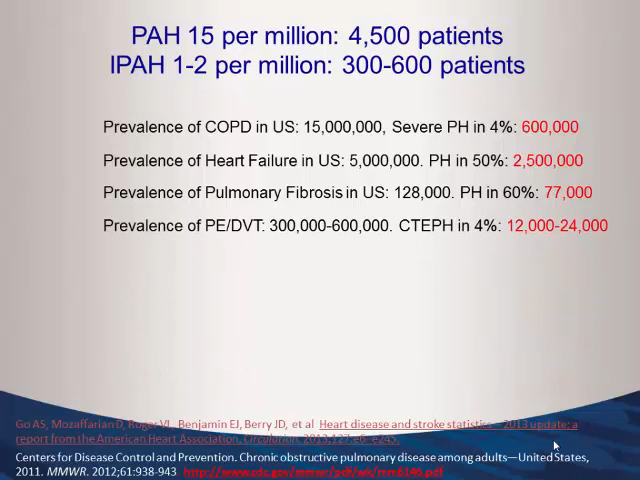 PAH 15 per million: 4,500 patients
IPAH 1-2 per million: 300-600 patients
Prevalence of COPD in US: 15,000,000, Severe PH in 4%: 600,000
Prevalence of Heart Failure in US: 5,000,000. PH in 50%: 2,500,000
Prevalence of Pulmonary Fibrosis in US: 128,000. PH in 60%: 77,000
Prevalence of PE/DVT: 300,000-600,000. CTEPH in 4%: 12,000-24,000
Go AS, Mozaffarian D, Roger VL, Benjamin EJ, Berry JD, et al Heart disease and stroke statistics – 2013 update: a
report from the American Heart Association. Circulation. 2013;127:e6–e245.
Centers for Disease Control and Prevention. Chronic obstructive pulmonary disease among adults—United States,
2011. MMWR. 2012;61:938-943 http://www.cdc.gov/mmwr/pdf/wk/mm6146.pdf